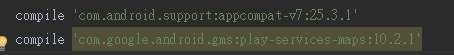 compile 'com.android.support:appcompat-v7:25.3.1'
compile 'com.google.android.gms:play-services-maps:10.2.1'